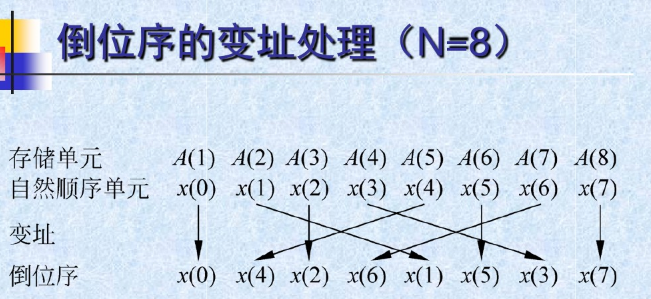 倒位序的变址处理（N=8）
存储单元 A(1) A(2) A(3) A(4) A(5) A(6) A(7) A(8)
自然顺序单元 x(0) x(1) x(2) x(3) x(4) x(5) x(6) x(7)
变址
倒位序 x(0) x(4) x(2) x(6) x(1) x(5) x(3) x(7)